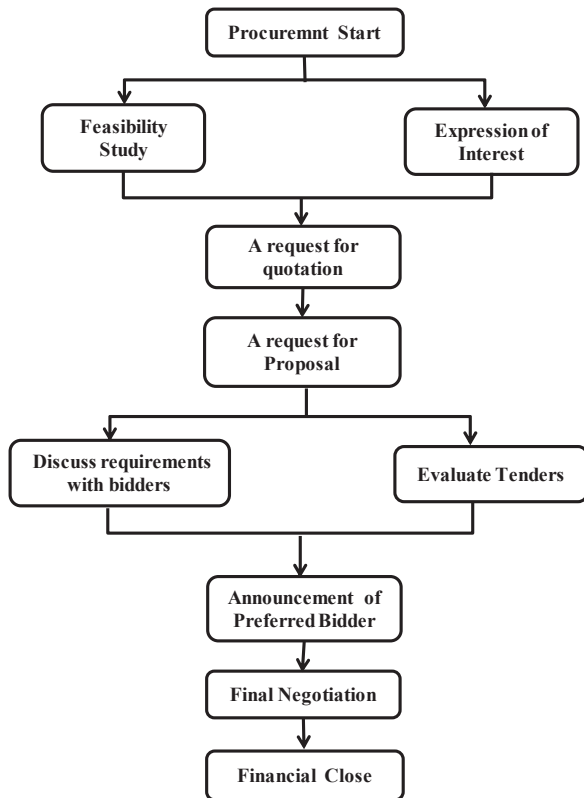 Procuremnt Start
Feasibility
Study
Expression of
Interest
A request for
quotation
A request for
Proposal
Discuss requirements
with bidders
Evaluate Tenders
Announcement of
Preferred Bidder
Final Negotiation
Financial Close